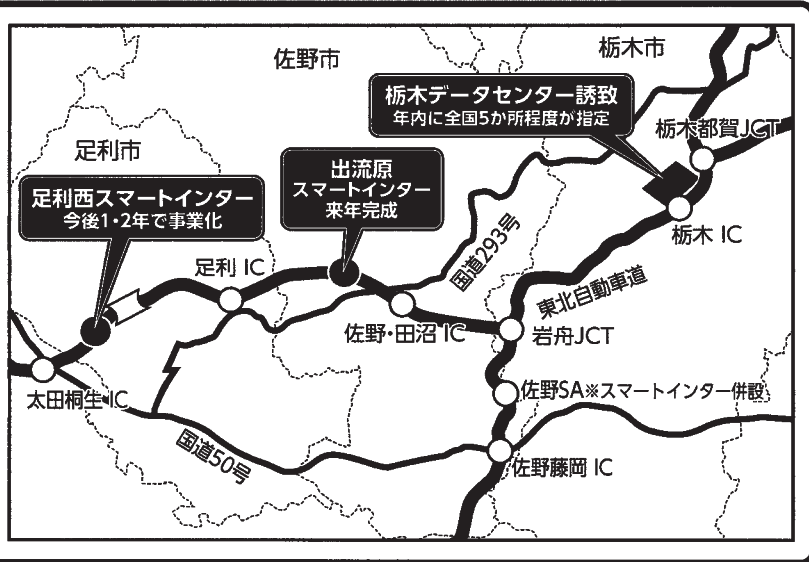 佐野市
栃木市
栃木データセンター誘致
年内に全国5か所程度が指定
栃木都賀JCT
足利市
出流原
スマートインター
来年完成
足利西スマートインター
今後1・2年で事業化
栃木 IC
国道293号
足利 IC
東北自動車道
佐野・田沼 IC
岩舟JCT
太田桐生 IC
佐野SA※スマートインター併設
国道50号
佐野藤岡 IC